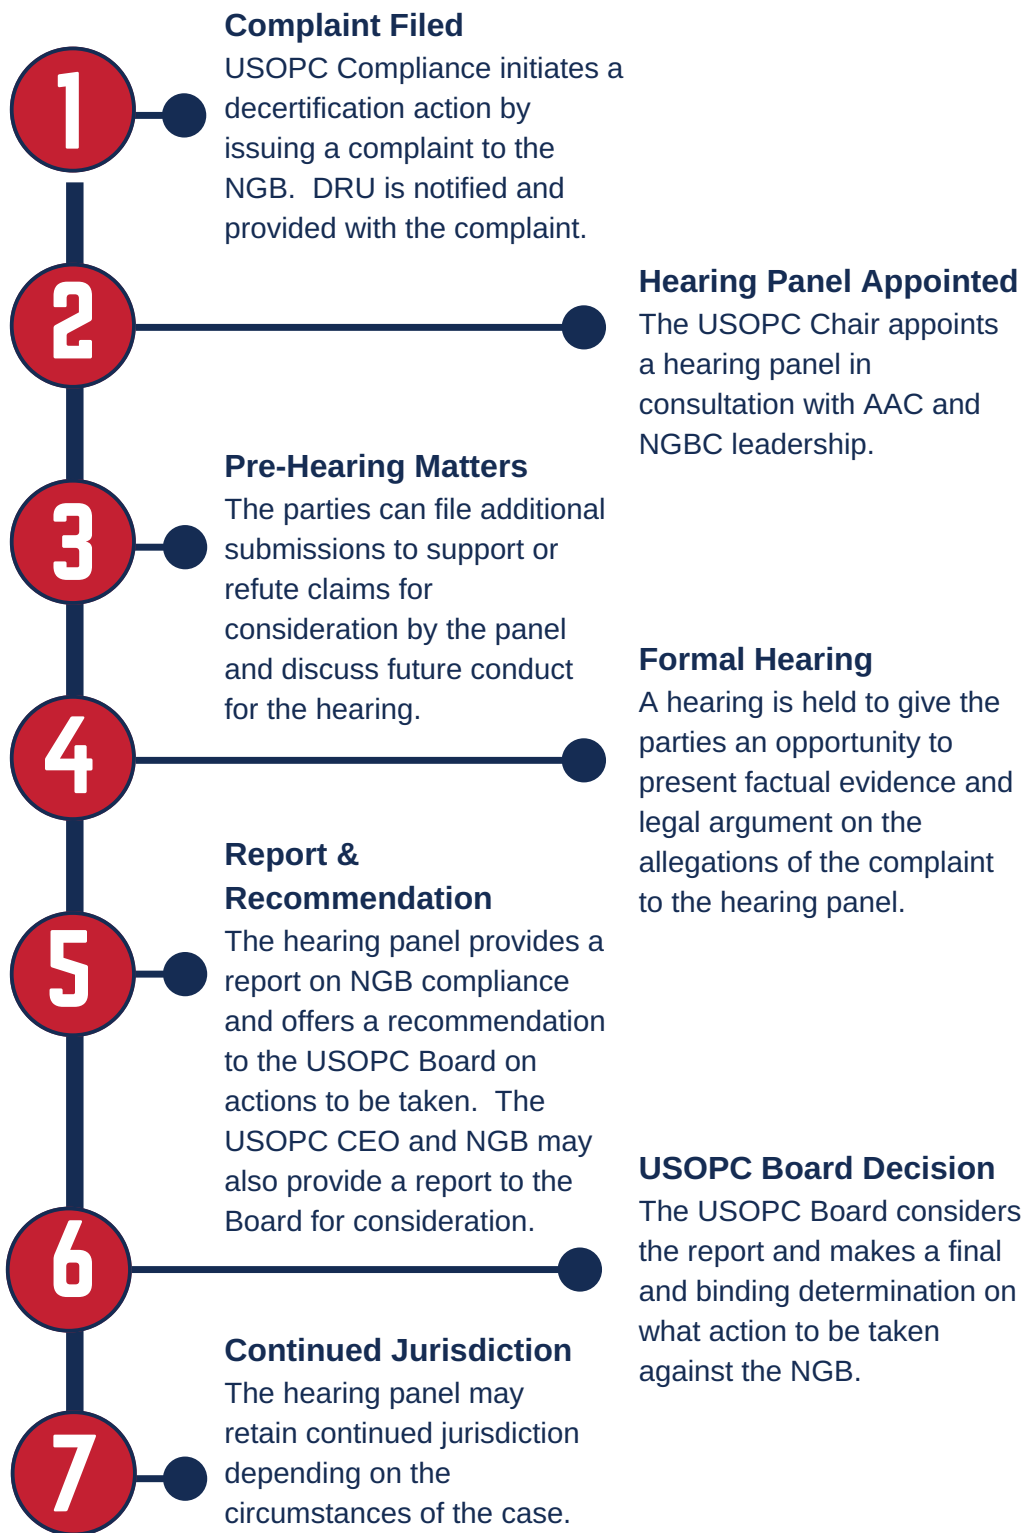 1
Complaint Filed
USOPC Compliance initiates a
decertification action by
issuing a complaint to the
NGB.  DRU is notified and
provided with the complaint.
2
Hearing Panel Appointed
The USOPC Chair appoints
a hearing panel in
consultation with AAC and
NGBC leadership.
3
Pre-Hearing Matters
The parties can file additional
submissions to support or
refute claims for
consideration by the panel
and discuss future conduct
for the hearing.
4
Formal Hearing
A hearing is held to give the
parties an opportunity to
present factual evidence and
legal argument on the
allegations of the complaint
to the hearing panel.
5
Report &
Recommendation
The hearing panel provides a
report on NGB compliance
and offers a recommendation
to the USOPC Board on
actions to be taken.  The
USOPC CEO and NGB may
also provide a report to the
Board for consideration.
6
USOPC Board Decision
The USOPC Board considers
the report and makes a final
and binding determination on
what action to be taken
against the NGB.
7
Continued Jurisdiction
The hearing panel may
retain continued jurisdiction
depending on the
circumstances of the case.